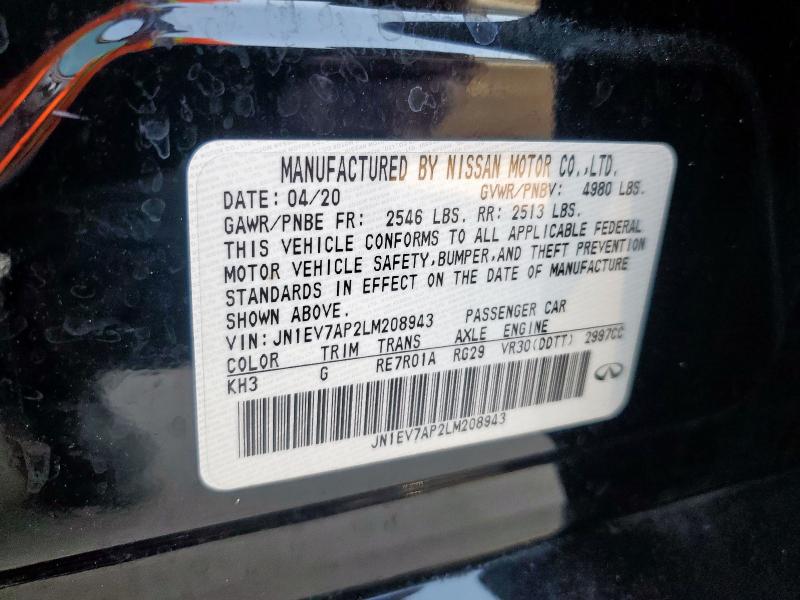 MANUFACTURED BY NISSAN MOTOR CO.,LTD.
DATE: 04/20 GVWR/PNBV: 4980 LBS.
GAWR/PNBE FR: 2546 LBS. RR: 2513 LBS.
THIS VEHICLE CONFORMS TO ALL APPLICABLE FEDERAL
MOTOR VEHICLE SAFETY,BUMPER,AND THEFT PREVENTION
STANDARDS IN EFFECT ON THE DATE OF MANUFACTURE
SHOWN ABOVE.
VIN: JN1EV7AP2LM208943 PASSENGER CAR
COLOR TRIM TRANS AXLE ENGINE
KH3 G RE7R01A RG29 VR30(DDTT) 2997CC
JN1EV7AP2LM208943